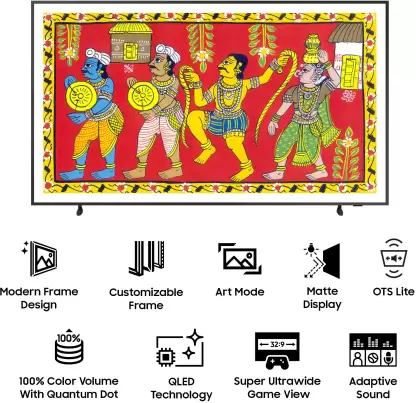 Modern Frame
Design
Customizable
Frame
Art Mode
Matte
Display
OTS Lite
100%
100% Color Volume
With Quantum Dot
QLED
Technology
32:9
Super Ultrawide
Game View
Adaptive
Sound